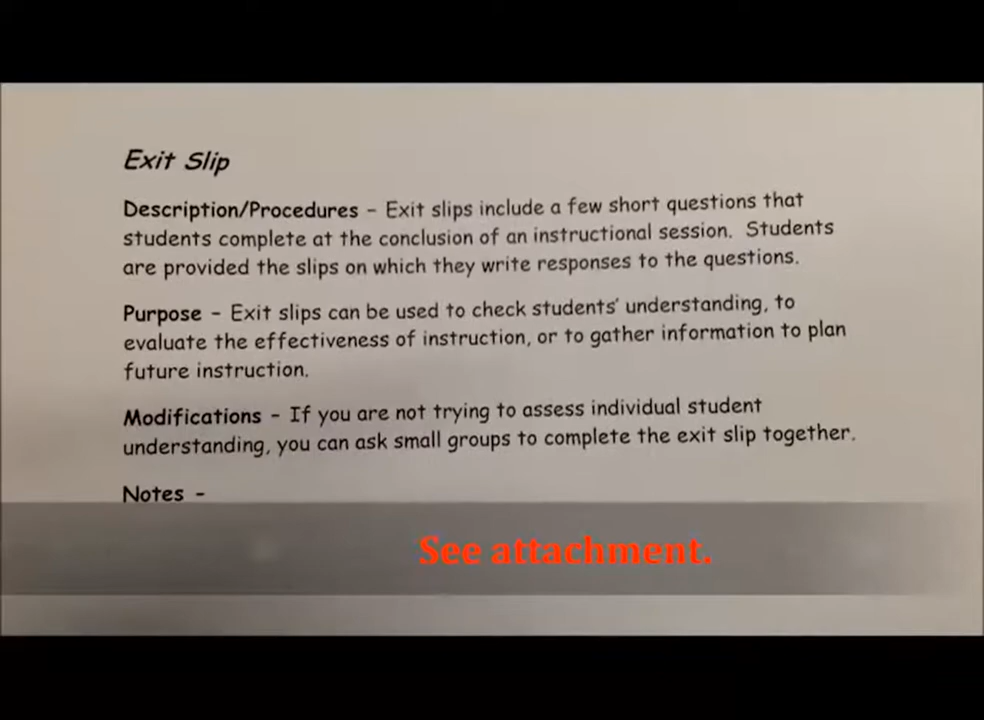 Exit Slip
Description/Procedures - Exit slips include a few short questions that
students complete at the conclusion of an instructional session. Students
are provided the slips on which they write responses to the questions.
Purpose - Exit slips can be used to check students' understanding, to
evaluate the effectiveness of instruction, or to gather information to plan
future instruction.
Modifications - If you are not trying to assess individual student
understanding, you can ask small groups to complete the exit slip together.
Notes -
See attachment.